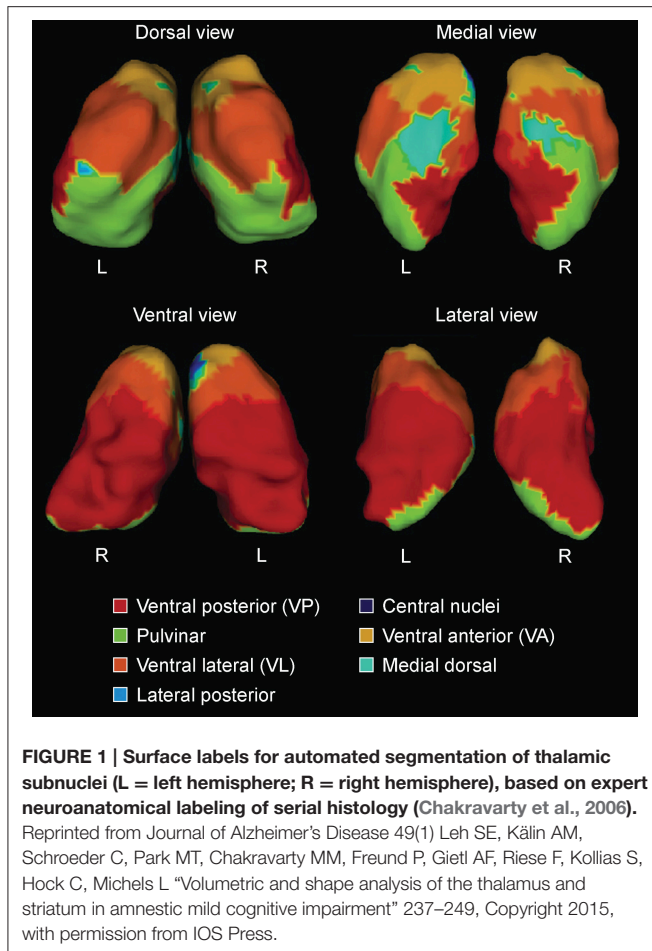 Dorsal view
Medial view
L
R
L
R
Ventral view
Lateral view
R
L
L
R
Ventral posterior (VP)
Central nuclei
Pulvinar
Ventral anterior (VA)
Ventral lateral (VL)
Medial dorsal
Lateral posterior
FIGURE 1 | Surface labels for automated segmentation of thalamic
subnuclei (L = left hemisphere; R = right hemisphere), based on expert
neuroanatomical labeling of serial histology (Chakravarty et al., 2006).
Reprinted from Journal of Alzheimer's Disease 49(1) Leh SE, Kälin AM,
Schroeder C, Park MT, Chakravarty MM, Freund P, Gietl AF, Riese F, Kollias S,
Hock C, Michels L “Volumetric and shape analysis of the thalamus and
striatum in amnestic mild cognitive impairment” 237–249, Copyright 2015,
with permission from IOS Press.